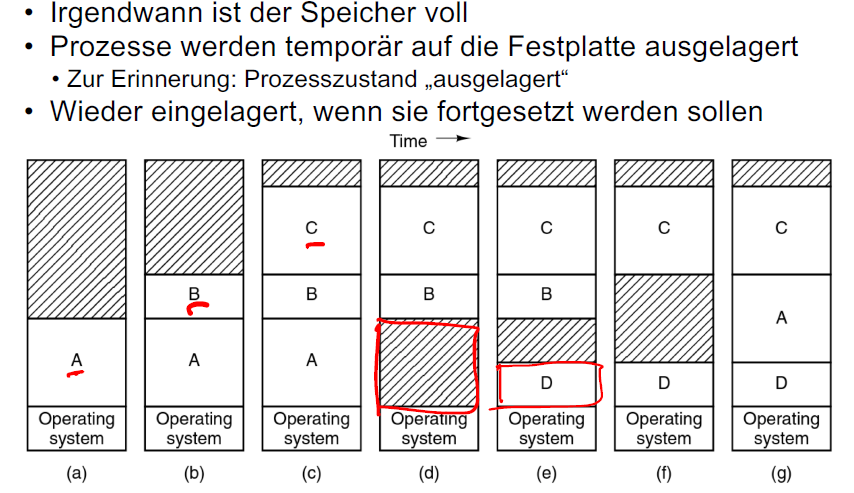 • Irgendwann ist der Speicher voll
• Prozesse werden temporär auf die Festplatte ausgelagert
• Zur Erinnerung: Prozesszustand „ausgelagert“
• Wieder eingelagert, wenn sie fortgesetzt werden sollen
Time
C C C C C
B B B B
A
A A A
D D D
Operating system Operating system Operating system Operating system Operating system Operating system Operating system
(a) (b) (c) (d) (e) (f) (g)